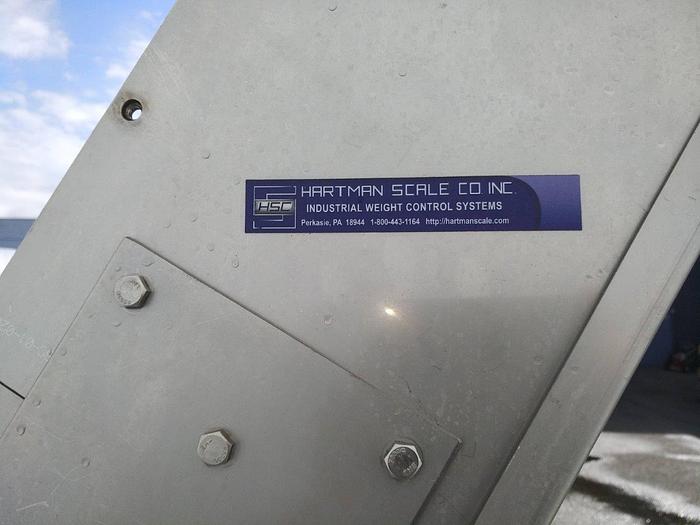 HSC
HARTMAN SCALE CO. INC.
INDUSTRIAL WEIGHT CONTROL SYSTEMS
Perkasie, PA 18944 1-800-443-1164 http://hartmanscale.com